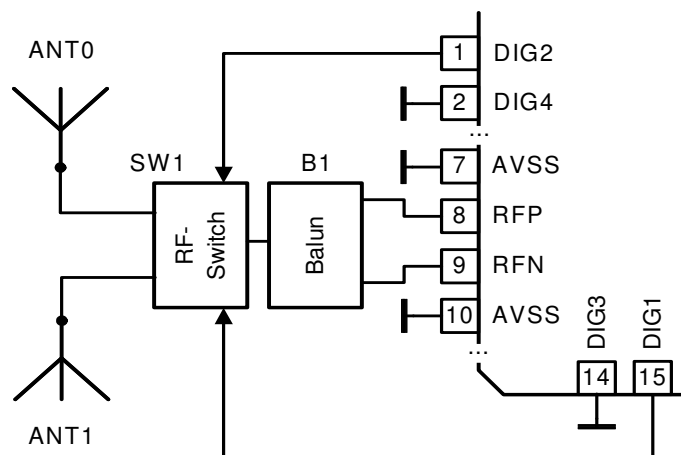 ANT0
1 DIG2
2 DIG4
...
SW1
B1
7 AVSS
RF-
Switch
Balun
8 RFP
9 RFN
10 AVSS
...
DIG3
DIG1
14
15
ANT1